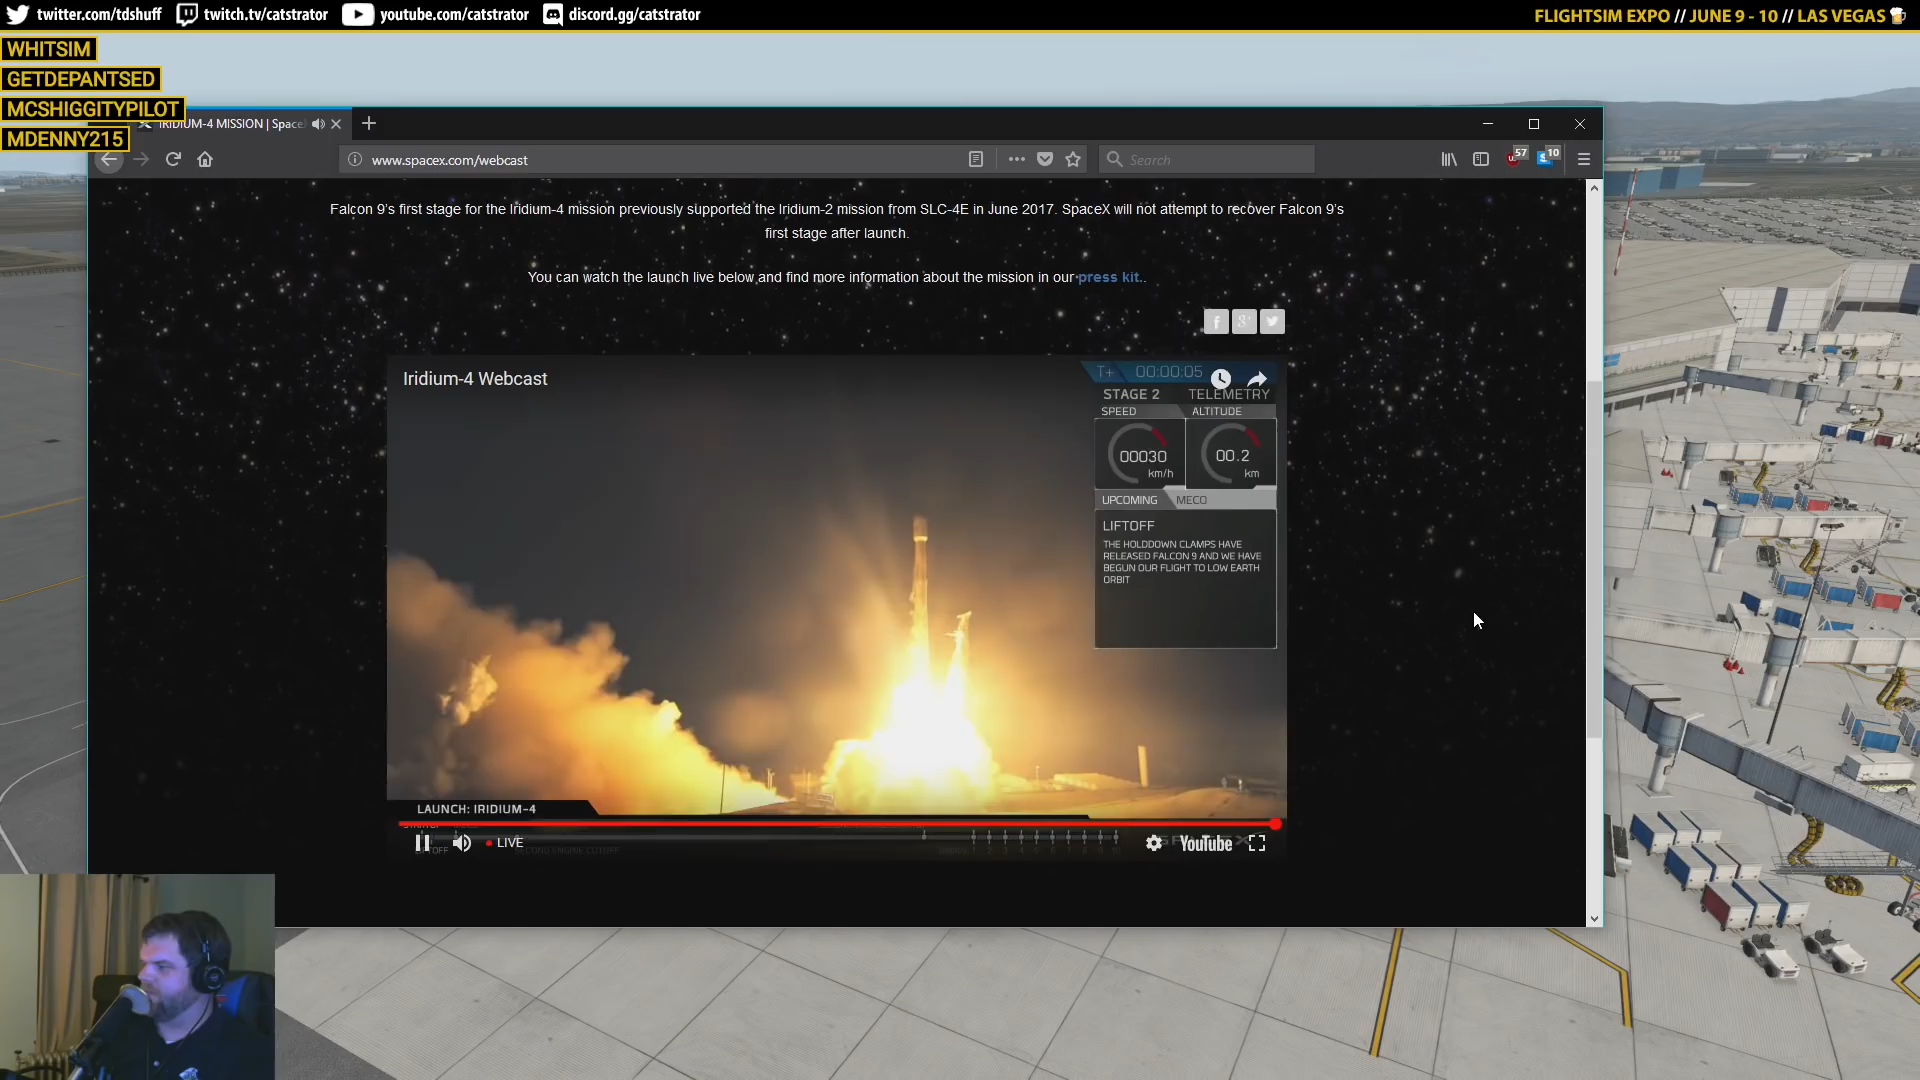 twitter.com/tdshuff twitch.tv/catstrator youtube.com/catstrator discord.gg/catstrator
FLIGHTSIM EXPO // JUNE 9 - 10 // LAS VEGAS
WHITSIM
GETDEPANTSED
MCSHIGGITYPILOT
MDENNY215
IRIDIUM-4 MISSION | Space
www.spacex.com/webcast
Search
57
10
Falcon 9's first stage for the Iridium-4 mission previously supported the Iridium-2 mission from SLC-4E in June 2017. SpaceX will not attempt to recover Falcon 9's
first stage after launch.
You can watch the launch live below and find more information about the mission in our press kit..
Iridium-4 Webcast
T+ 00:00:05
STAGE 2 TELEMETRY
SPEED ALTITUDE
00030 00.2
km/h km
UPCOMING MECO
LIFTOFF
THE HOLDDOWN CLAMPS HAVE
RELEASED FALCON 9 AND WE HAVE
BEGUN OUR FLIGHT TO LOW EARTH
ORBIT
LAUNCH: IRIDIUM-4
LIVE
YouTube
SECOND ENGINE CUTOFF